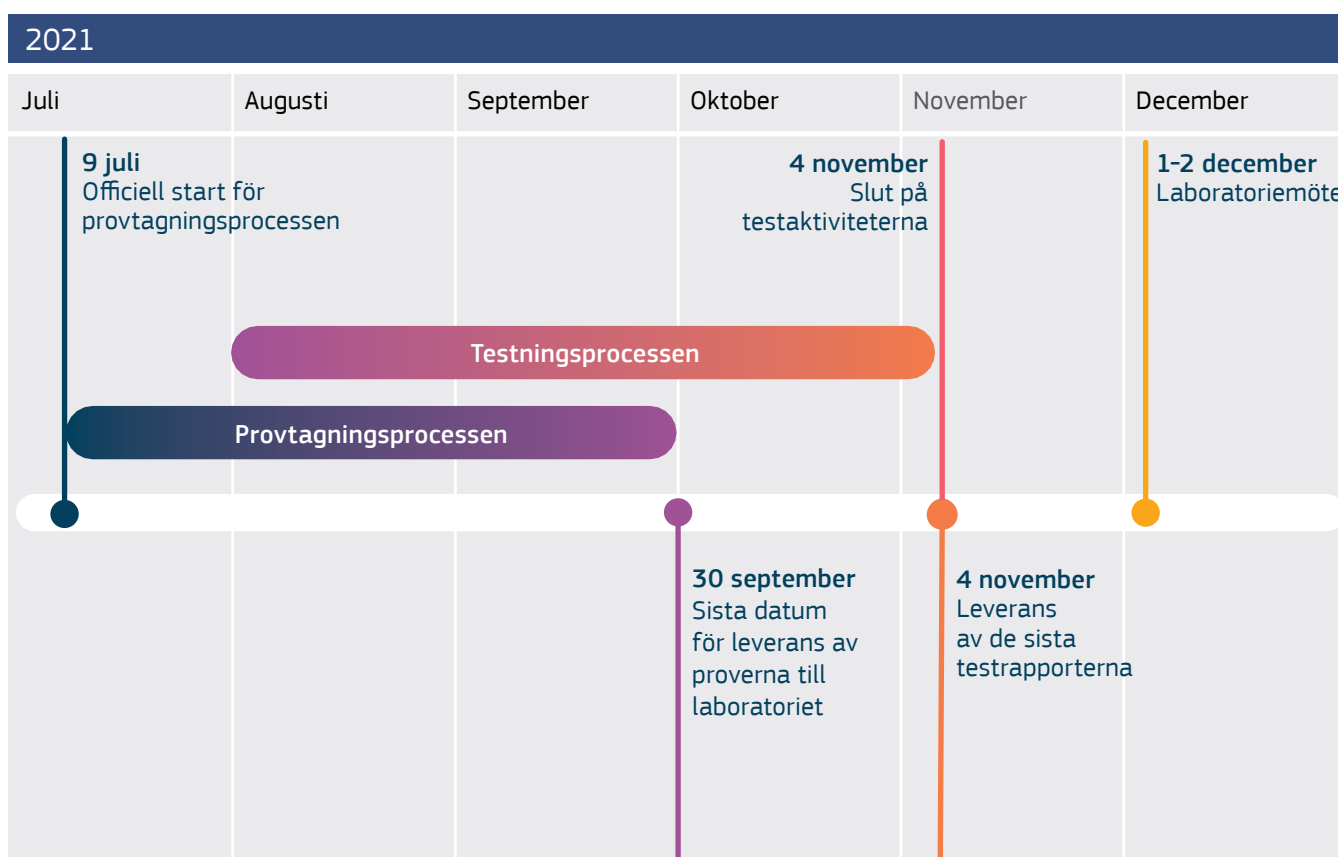 2021
Juli
Augusti
September
Oktober
November
December
9 juli
Officiell start för
provtagningsprocessen
4 november
Slut på
testaktiviteterna
1-2 december
Laboratoriemöte
Testningsprocessen
Provtagningsprocessen
30 september
Sista datum
för leverans av
proverna till
laboratoriet
4 november
Leverans
av de sista
testrapporterna